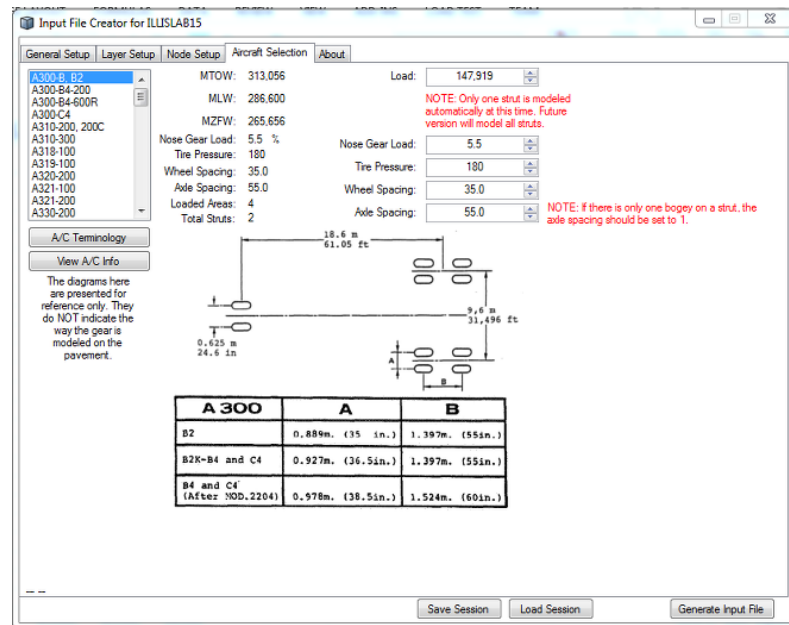 Input File Creator for ILLISLAB15
General Setup
Layer Setup
Node Setup
Aircraft Selection
About
A300-B, B2
A300-B4-200
A300-B4-600R
A300-C4
A310-200, 200C
A310-300
A318-100
A319-100
A320-200
A321-100
A321-200
A330-200
A/C Terminology
View A/C Info
The diagrams here
are presented for
reference only. They
do NOT indicate the
way the gear is
modeled on the
pavement.
MTOW: 313,056
MLW: 286,600
MZFW: 265,656
Nose Gear Load: 5.5 %
Tire Pressure: 180
Wheel Spacing: 35.0
Axle Spacing: 55.0
Loaded Areas: 4
Total Struts: 2
Load: 147,919
NOTE: Only one strut is modeled
automatically at this time. Future
version will model all struts.
Nose Gear Load: 5.5
Tire Pressure: 180
Wheel Spacing: 35.0
Axle Spacing: 55.0
NOTE: If there is only one bogey on a strut, the
axle spacing should be set to 1.
18.6 m
61.05 ft
9,6 m
31,496 ft
0.625 m
24.6 in
A
B
A 300 A B
B2 0.889m. (35 in.) 1.397m. (55in.)
B2K-B4 and C4 0.927m. (36.5in.) 1.397m. (55in.)
B4 and C4
(After MOD.2204) 0.978m. (38.5in.) 1.524m. (60in.)
Save Session
Load Session
Generate Input File